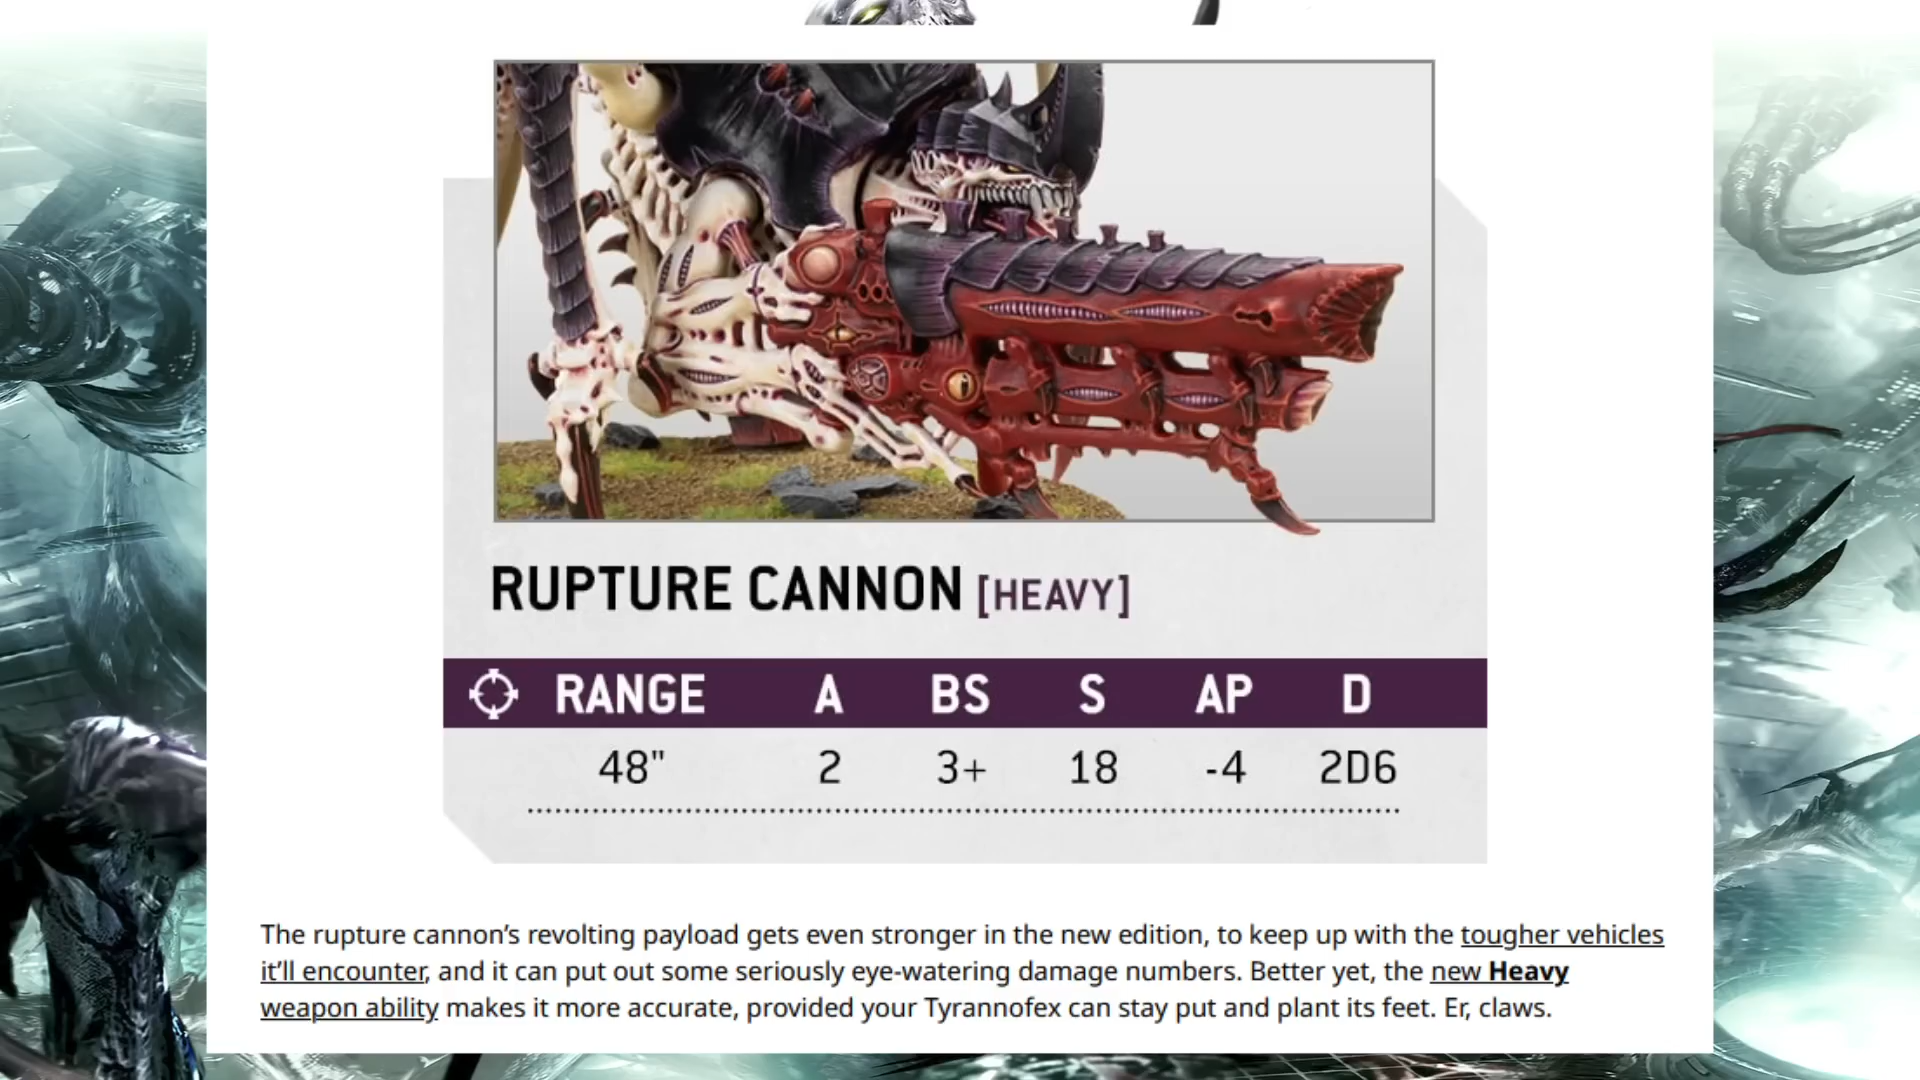 RUPTURE CANNON [HEAVY]
RANGE A BS S AP D
48" 2 3+ 18 -4 2D6
The rupture cannon’s revolting payload gets even stronger in the new edition, to keep up with the tougher vehicles
it’ll encounter, and it can put out some seriously eye-watering damage numbers. Better yet, the new Heavy
weapon ability makes it more accurate, provided your Tyrannofex can stay put and plant its feet. Er, claws.